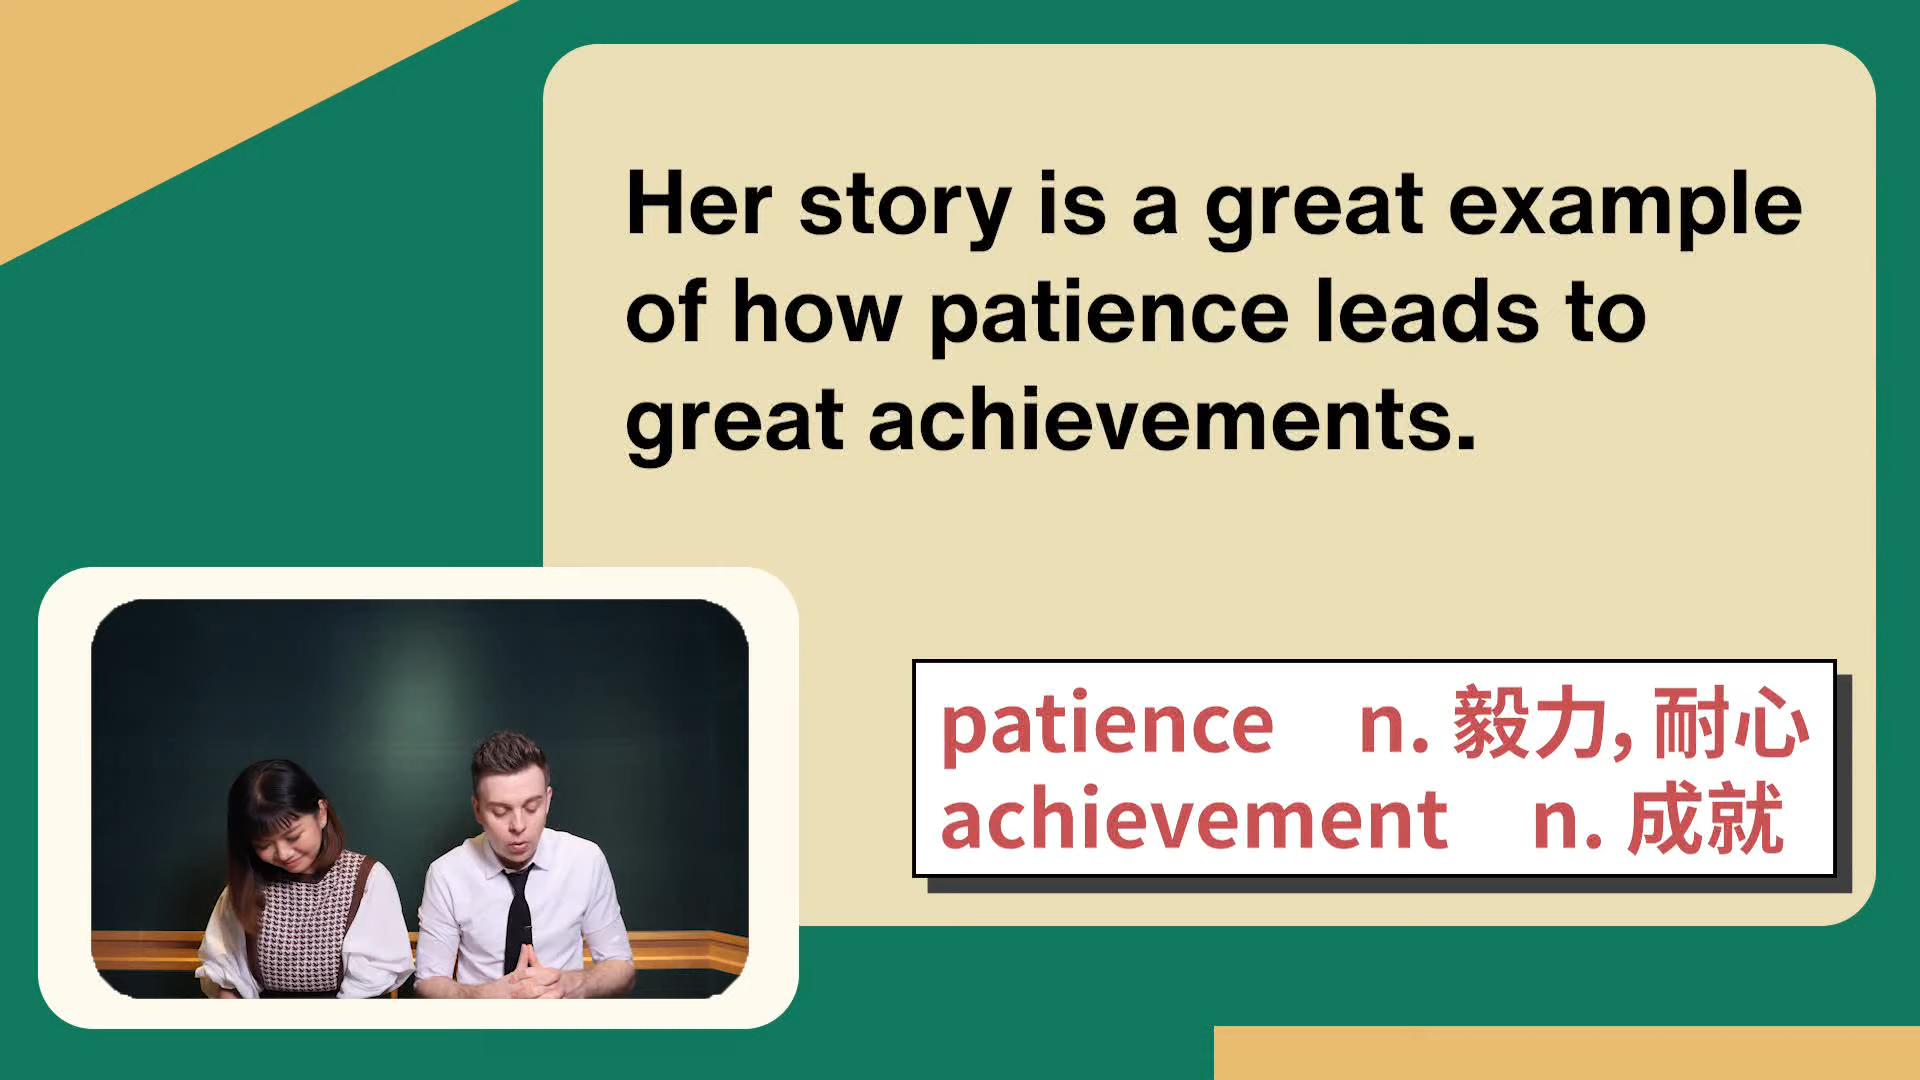 Her story is a great example
of how patience leads to
great achievements.
patience n. 毅力, 耐心
achievement n. 成就